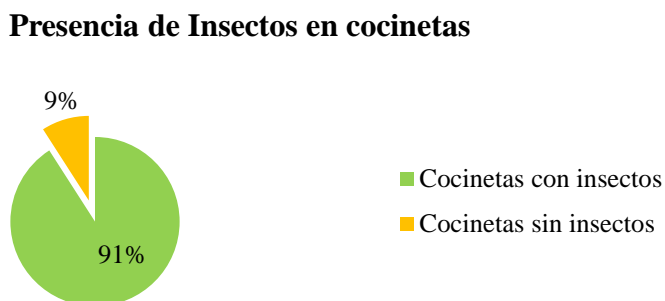 Presencia de Insectos en cocinetas
9%
Cocinetas con insectos
Cocinetas sin insectos
91%